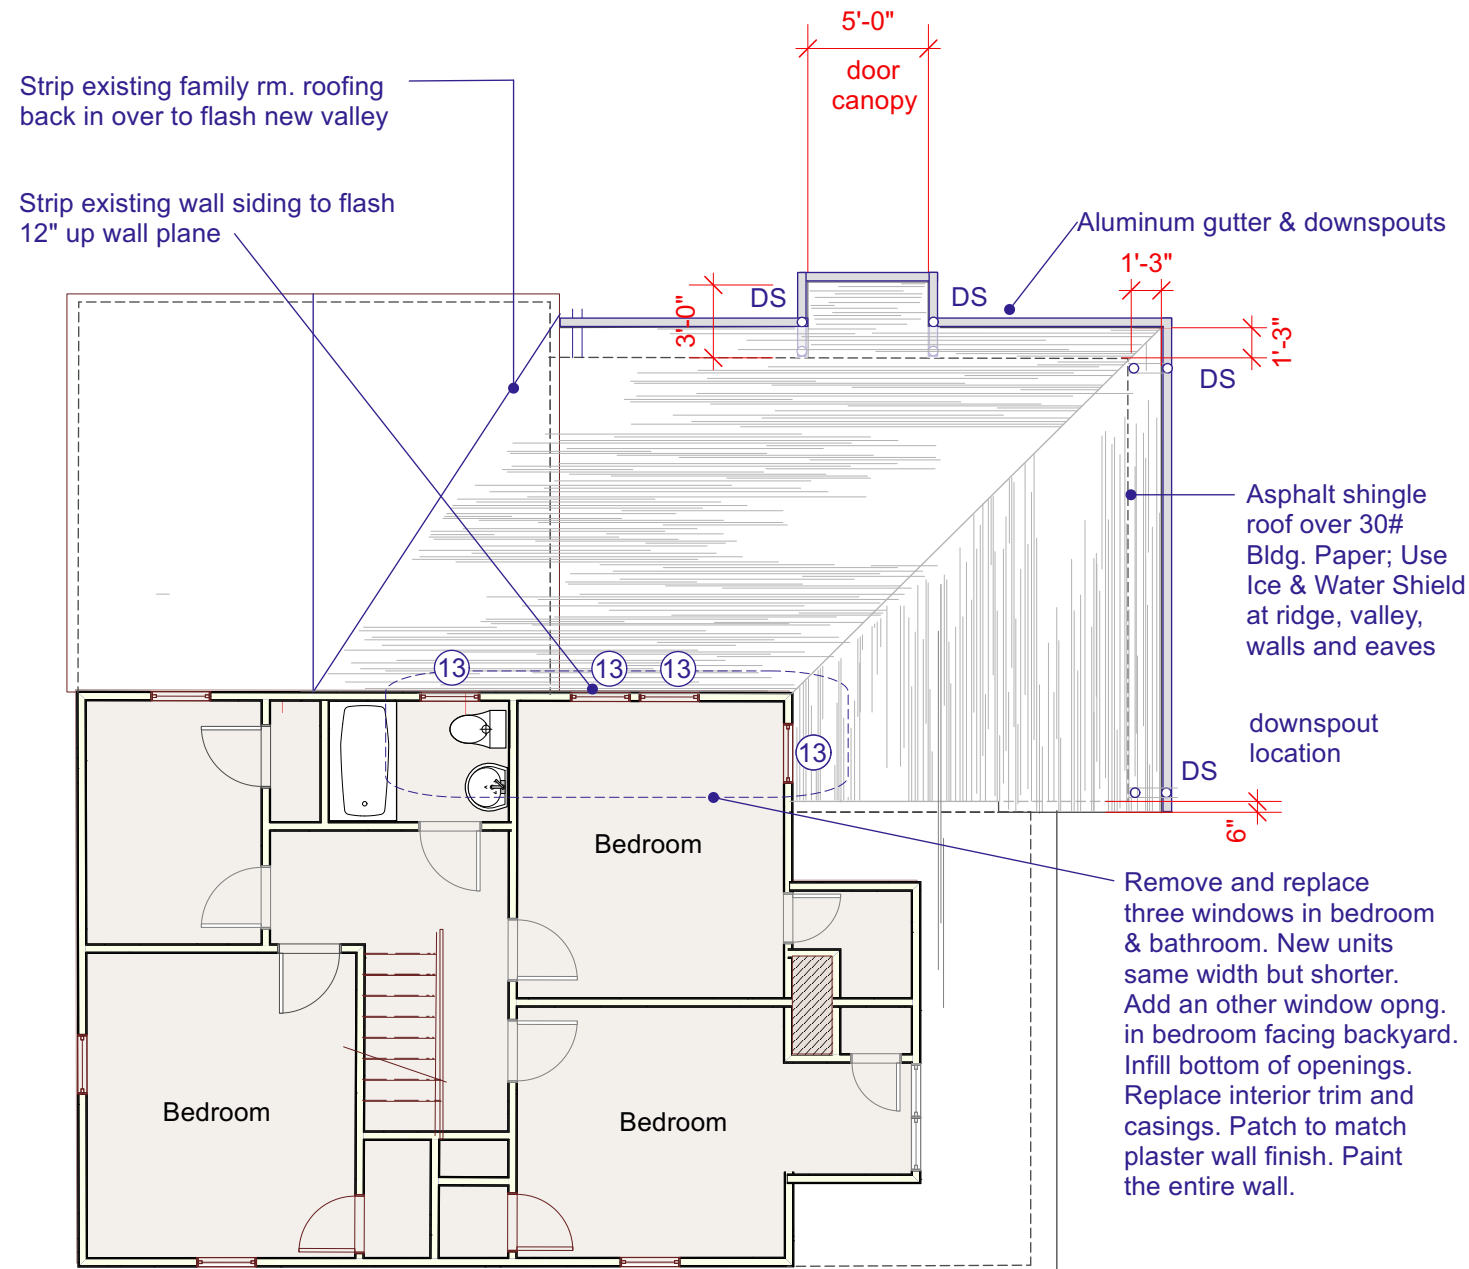 5'-0"
door
canopy
Strip existing family rm. roofing
back in over to flash new valley
Strip existing wall siding to flash
12" up wall plane
Aluminum gutter & downspouts
1'-3"
DS
DS
3'-0"
1'-3"
DS
Asphalt shingle
roof over 30#
Bldg. Paper; Use
Ice & Water Shield
at ridge, valley,
walls and eaves
13
13
13
13
downspout
location
DS
6"
Bedroom
Remove and replace
three windows in bedroom
& bathroom. New units
same width but shorter.
Add an other window opng.
in bedroom facing backyard.
Infill bottom of openings.
Replace interior trim and
casings. Patch to match
plaster wall finish. Paint
the entire wall.
Bedroom
Bedroom